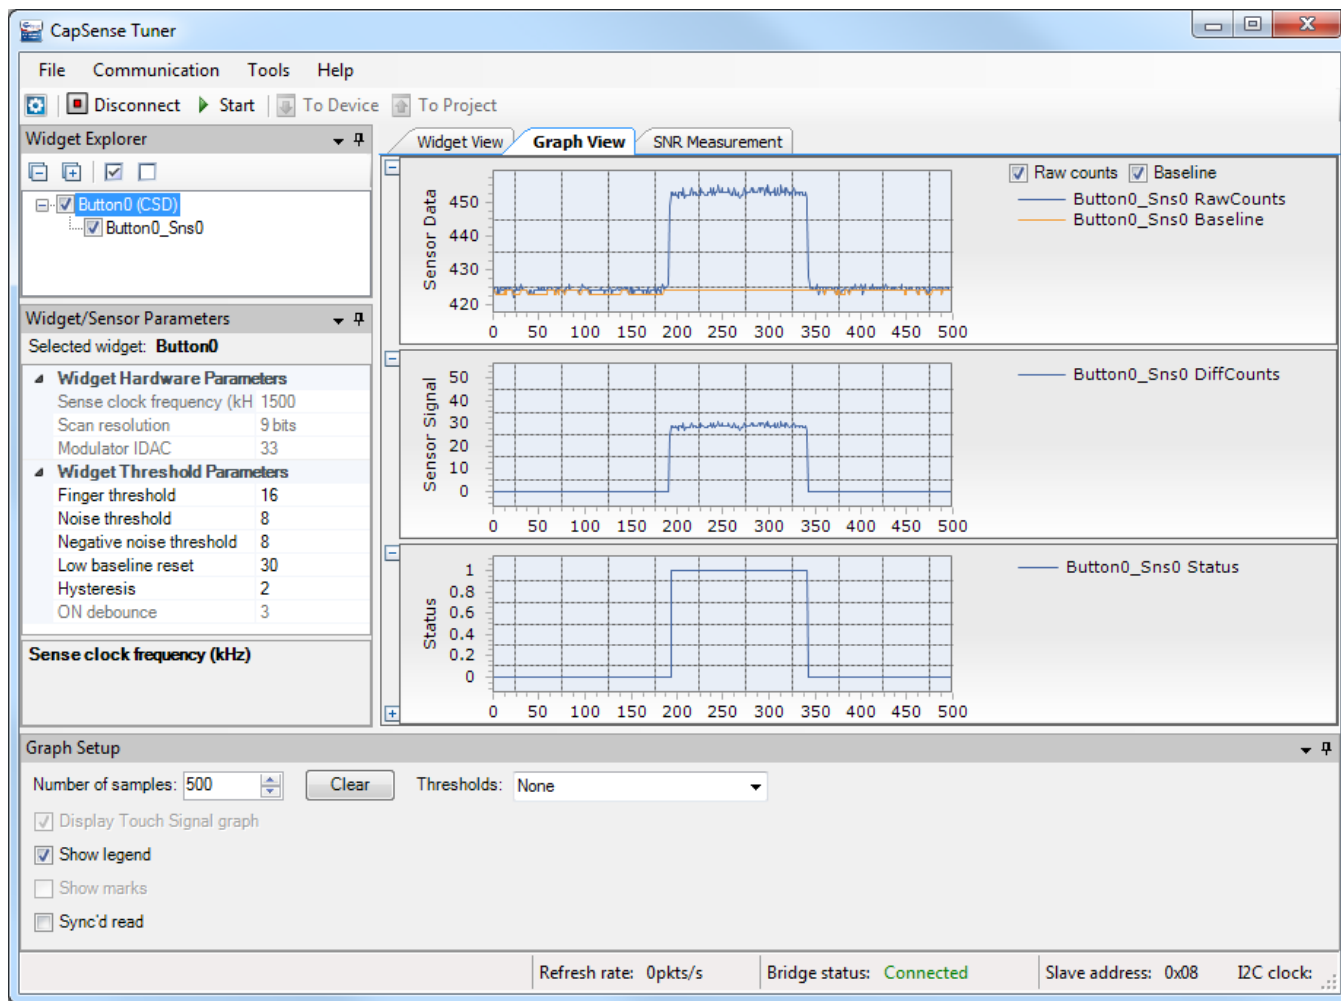 CapSense Tuner
File Communication Tools Help
Disconnect Start To Device To Project
Widget Explorer
Button0 (CSD)
Button0_Sns0
Widget/Sensor Parameters
Selected widget: Button0
Widget Hardware Parameters
Sense clock frequency (kH 1500
Scan resolution 9 bits
Modulator IDAC 33
Widget Threshold Parameters
Finger threshold 16
Noise threshold 8
Negative noise threshold 8
Low baseline reset 30
Hysteresis 2
ON debounce 3
Sense clock frequency (kHz)
Widget View Graph View SNR Measurement
Sensor Data
450
440
430
420
0 50 100 150 200 250 300 350 400 450 500
Raw counts Baseline
Button0_Sns0 RawCounts
Button0_Sns0 Baseline
Sensor Signal
50
40
30
20
10
0
0 50 100 150 200 250 300 350 400 450 500
Button0_Sns0 DiffCounts
Status
1
0.8
0.6
0.4
0.2
0
0 50 100 150 200 250 300 350 400 450 500
Button0_Sns0 Status
Graph Setup
Number of samples: 500 Clear Thresholds: None
Display Touch Signal graph
Show legend
Show marks
Sync'd read
Refresh rate: 0pkts/s Bridge status: Connected Slave address: 0x08 I2C clock: